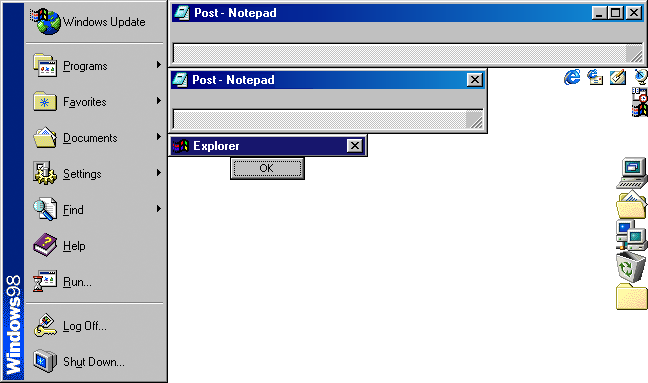 Windows Update
Programs
Favorites
Documents
Settings
Find
Help
Run...
Log Off...
Shut Down...
Windows98
Post - Notepad
Post - Notepad
Explorer
OK